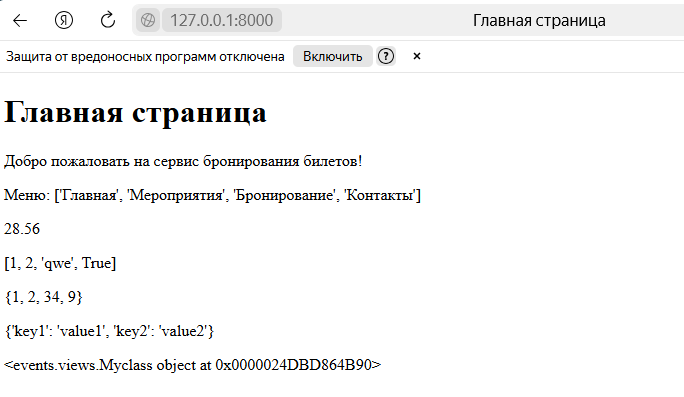 127.0.0.1:8000 Главная страница
Защита от вредоносных программ отключена Включить ? ×
Главная страница
Добро пожаловать на сервис бронирования билетов!
Меню: ['Главная', 'Мероприятия', 'Бронирование', 'Контакты']
28.56
[1, 2, 'qwe', True]
{1, 2, 34, 9}
{'key1': 'value1', 'key2': 'value2'}
<events.views.Myclass object at 0x0000024DBD864B90>